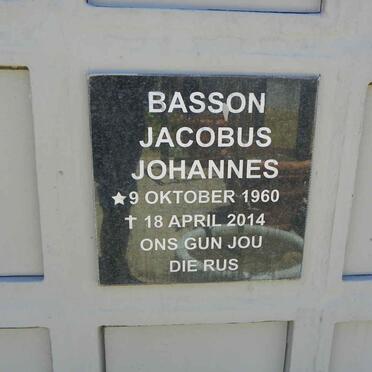 BASSON
JACOBUS
JOHANNES
★9 OKTOBER 1960
✝ 18 APRIL 2014
ONS GUN JOU
DIE RUS